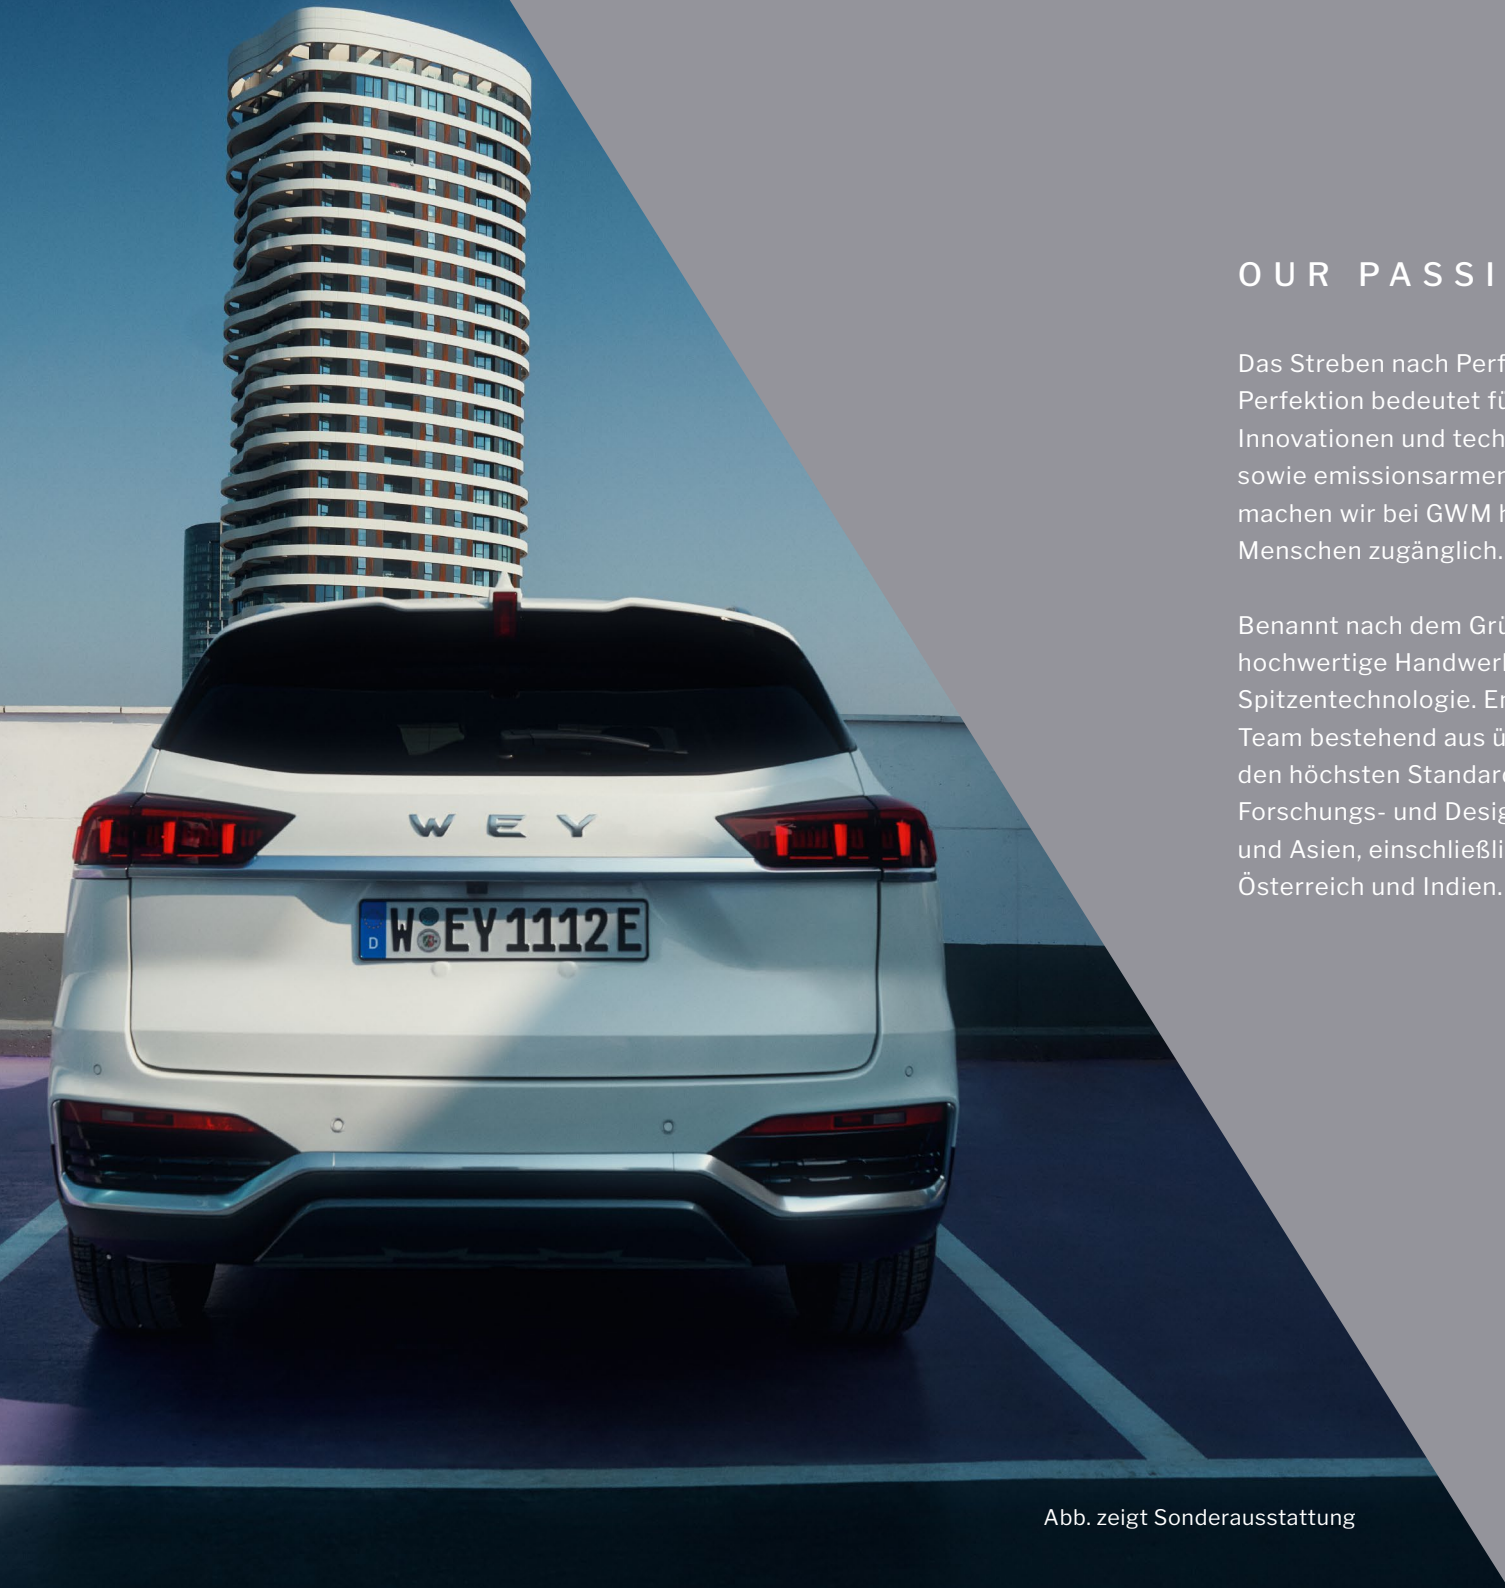 OUR PASSI
Das Streben nach Perf
Perfektion bedeutet fü
Innovationen und tech
sowie emissionsarmer
machen wir bei GWM h
Menschen zugänglich.
Benannt nach dem Grü
hochwertige Handwerk
Spitzentechnologie. Er
Team bestehend aus ü
den höchsten Standard
Forschungs- und Desig
und Asien, einschließli
Österreich und Indien.
WEY
D W EY 1112 E
Abb. zeigt Sonderausstattung